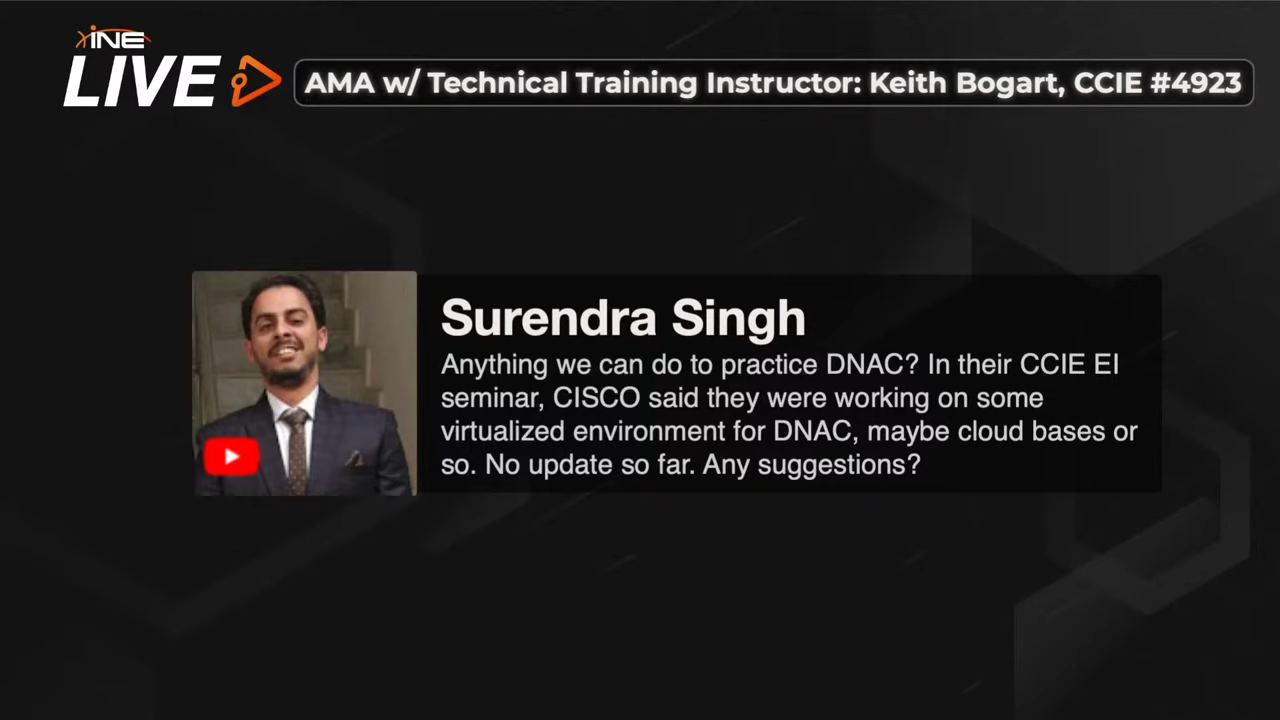 INE
LIVE
AMA w/ Technical Training Instructor: Keith Bogart, CCIE #4923
Surendra Singh
Anything we can do to practice DNAC? In their CCIE EI
seminar, CISCO said they were working on some
virtualized environment for DNAC, maybe cloud bases or
so. No update so far. Any suggestions?